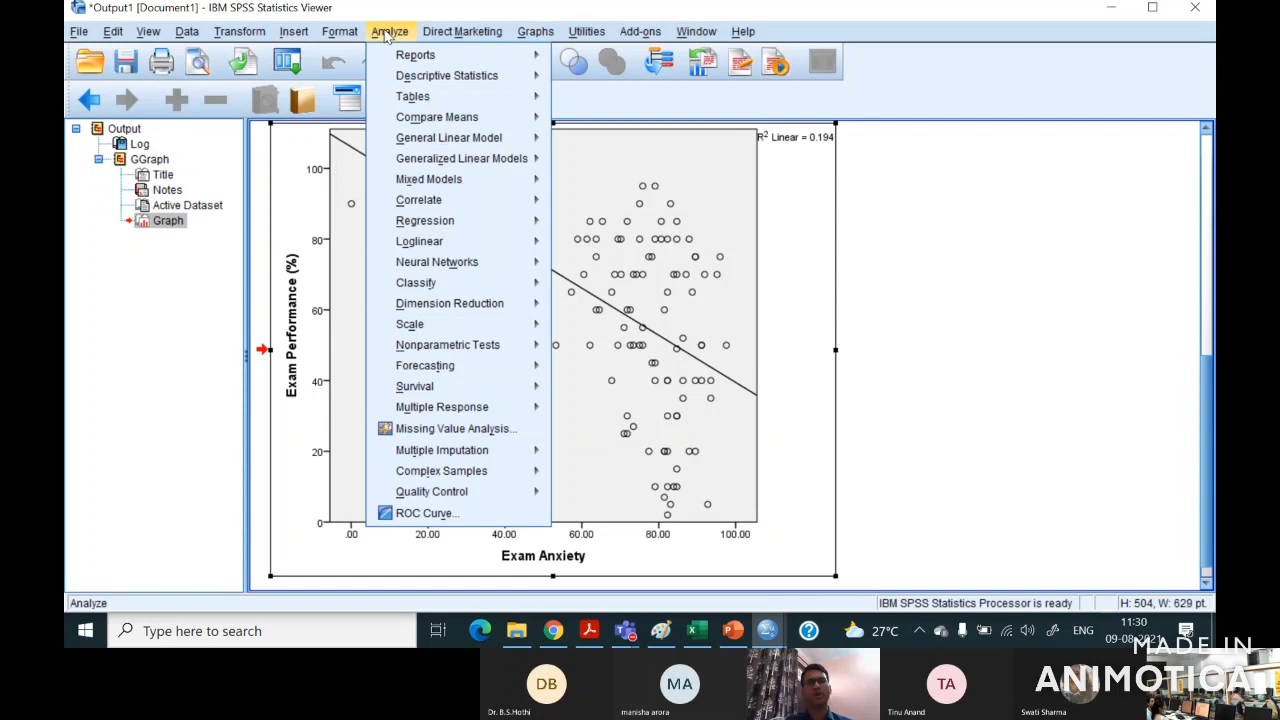 *Output1 [Document1] - IBM SPSS Statistics Viewer
File Edit View Data Transform Insert Format Analyze Direct Marketing Graphs Utilities Add-ons Window Help
Reports
Descriptive Statistics
Tables
Compare Means
General Linear Model
Generalized Linear Models
Mixed Models
Correlate
Regression
Loglinear
Neural Networks
Classify
Dimension Reduction
Scale
Nonparametric Tests
Forecasting
Survival
Multiple Response
Missing Value Analysis...
Multiple Imputation
Complex Samples
Quality Control
ROC Curve...
Output
Log
GGraph
Title
Notes
Active Dataset
Graph
R² Linear = 0.194
Exam Performance (%)
100
80
60
40
20
0
.00 20.00 40.00 60.00 80.00 100.00
Exam Anxiety
Analyze
IBM SPSS Statistics Processor is ready
H: 504, W: 629 pt.
Type here to search
27°C
ENG
11:30
09-08-2021
MADE IN
ANIMOTICA
DB
Dr. B.S.Hothi
MA
manisha arora
TA
Tinu Anand
Swati Sharma